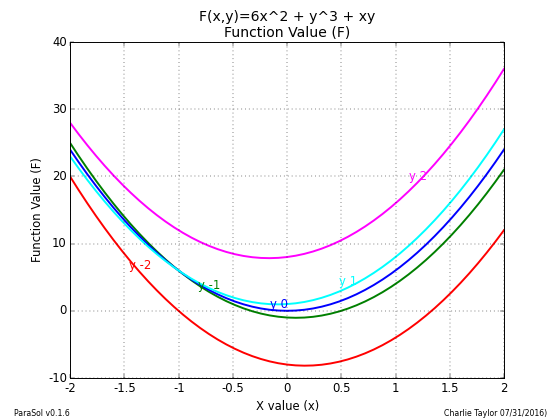 F(x,y)=6x^2 + y^3 + xy
Function Value (F)
40
30
20
10
0
-10
Function Value (F)
y 2
y -2
y -1
y 1
y 0
-2 -1.5 -1 -0.5 0 0.5 1 1.5 2
X value (x)
ParaSol v0.1.6
Charlie Taylor 07/31/2016)